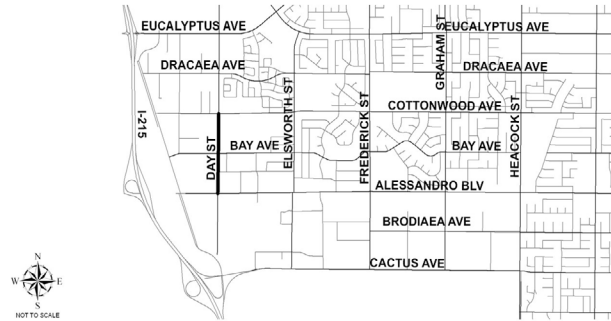 EUCALYPTUS AVE
GRAHAM ST
EUCALYPTUS AVE
DRACAEA AVE
DRACAEA AVE
I-215
ELSWORTH ST
FREDERICK ST
COTTONWOOD AVE
HEACOCK ST
DAY ST
BAY AVE
BAY AVE
ALESSANDRO BLV
BRODIAEA AVE
CACTUS AVE
N
W E
S
NOT TO SCALE